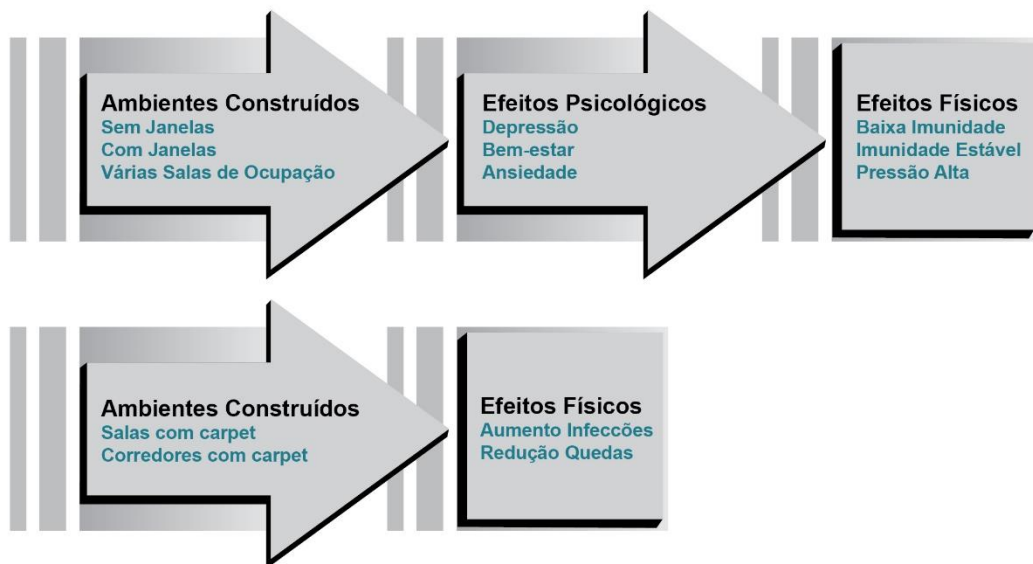 Ambientes Construídos
Sem Janelas
Com Janelas
Várias Salas de Ocupação
Efeitos Psicológicos
Depressão
Bem-estar
Ansiedade
Efeitos Físicos
Baixa Imunidade
Imunidade Estável
Pressão Alta
Ambientes Construídos
Salas com carpet
Corredores com carpet
Efeitos Físicos
Aumento Infecções
Redução Quedas